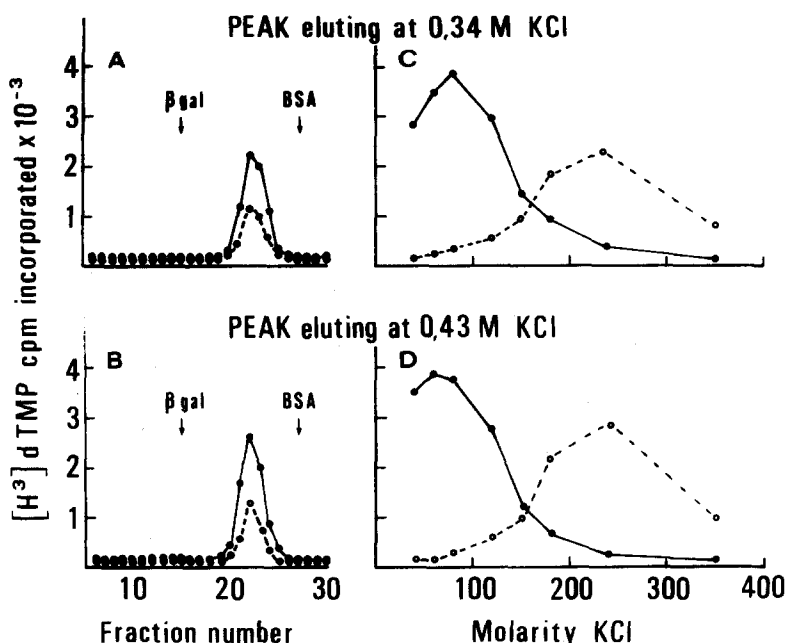 PEAK eluting at 0,34 M KCl
A
C
β gal
BSA
4
3
2
1
[H³] d TMP cpm incorporated x 10⁻³
PEAK eluting at 0,43 M KCl
B
D
β gal
BSA
4
3
2
1
10 20 30
100 200 300 400
Fraction number
Molarity KCl